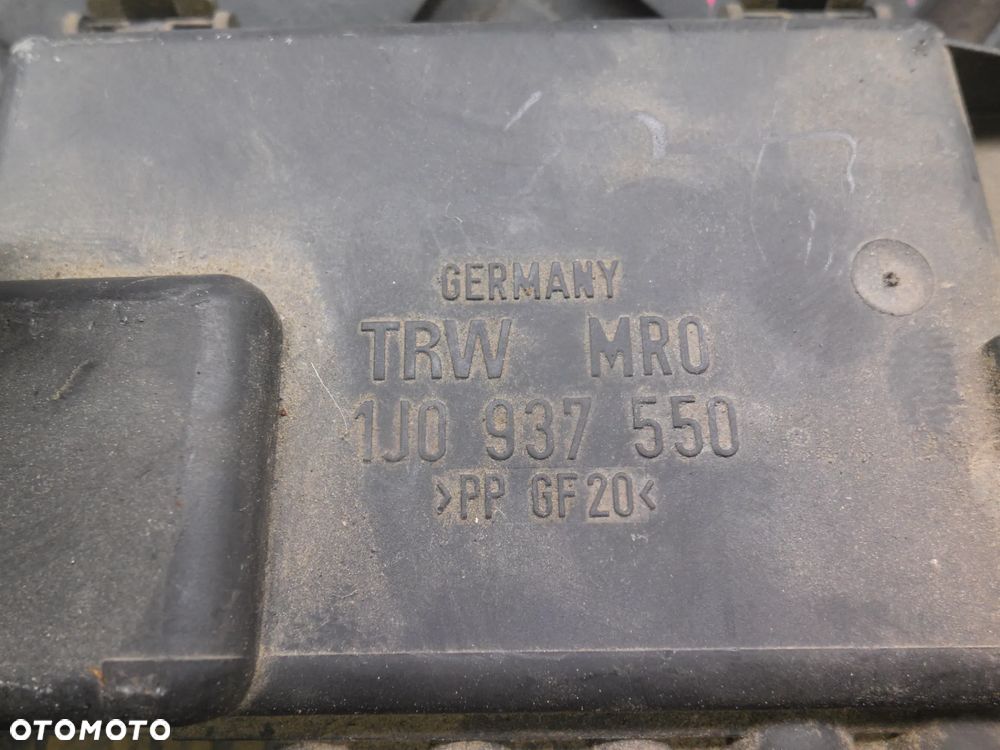 GERMANY
TRW MRO
1J0 937 550
>PP GF20<
OTOMOTO